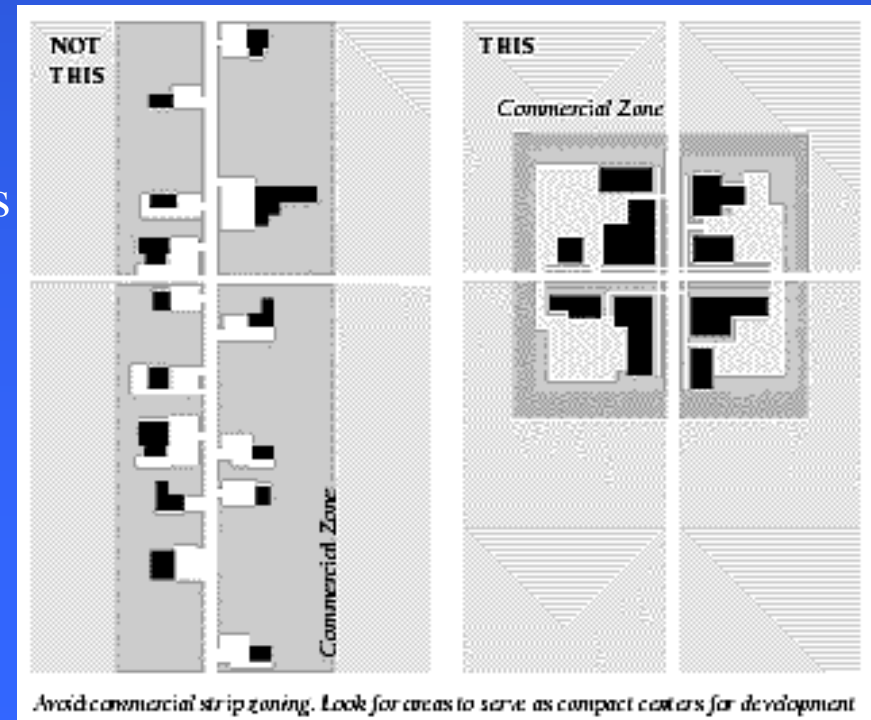 s
NOT
THIS
Commercial Zone
THIS
Commercial Zone
Avoid commercial strip zoning. Look for areas to serve as compact centers for development